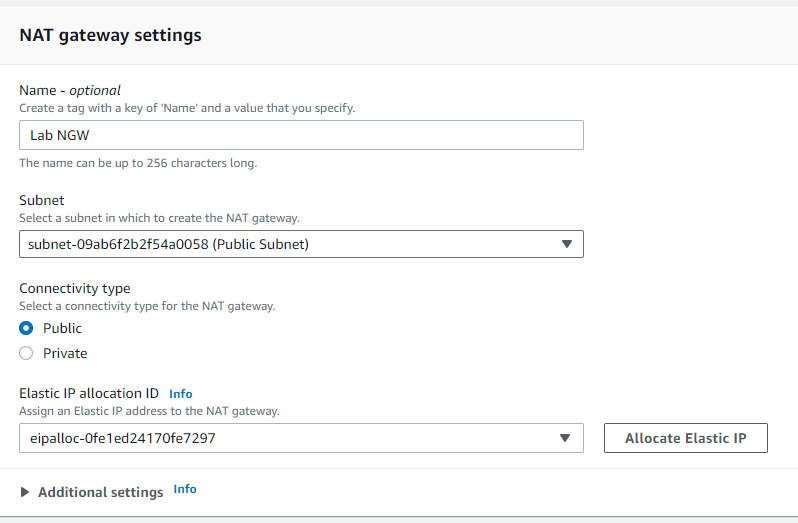 NAT gateway settings
Name - optional
Create a tag with a key of 'Name' and a value that you specify.
Lab NGW
The name can be up to 256 characters long.
Subnet
Select a subnet in which to create the NAT gateway.
subnet-09ab6f2b2f54a0058 (Public Subnet)
Connectivity type
Select a connectivity type for the NAT gateway.
Public
Private
Elastic IP allocation ID Info
Assign an Elastic IP address to the NAT gateway.
eipalloc-0fe1ed24170fe7297
Allocate Elastic IP
Additional settings Info